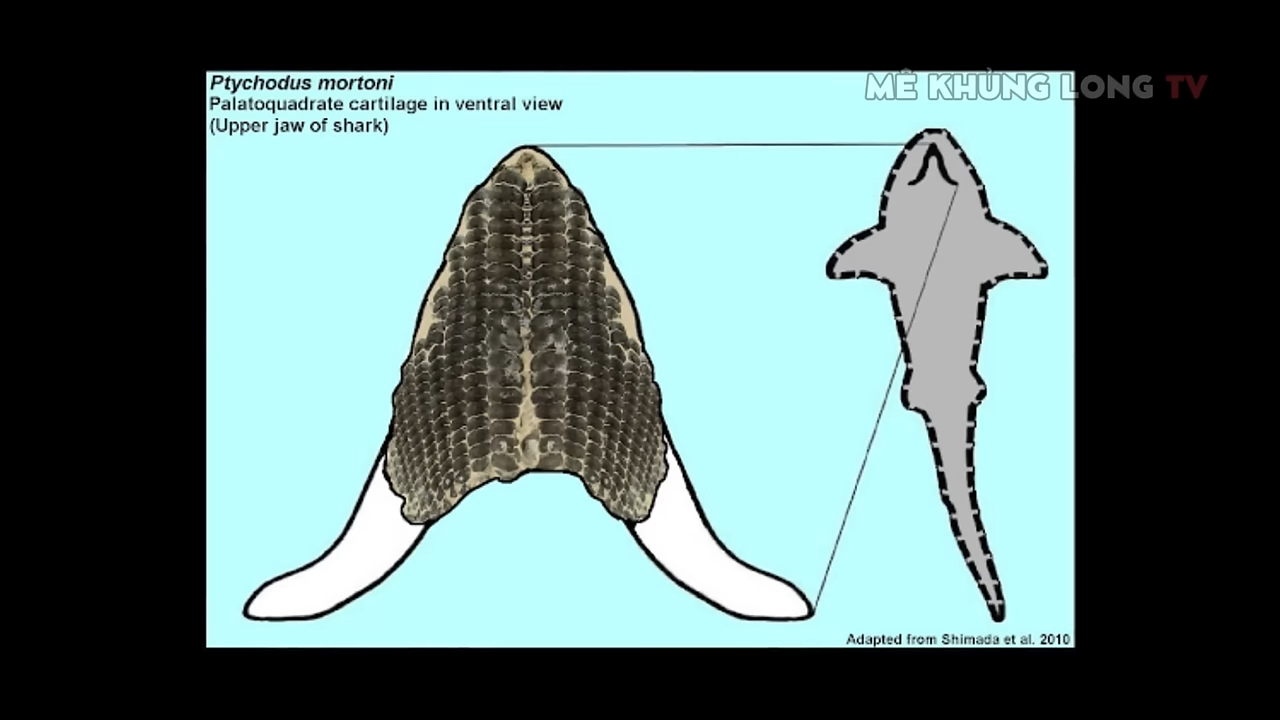 Ptychodus mortoni
Palatoquadrate cartilage in ventral view
(Upper jaw of shark)
MÊ KHỦNG LONG TV
Adapted from Shimada et al. 2010